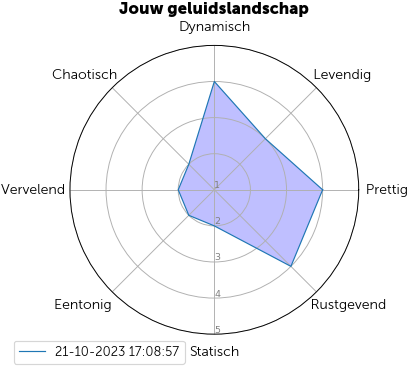 Jouw geluidslandschap
Dynamisch
Chaotisch
Levendig
Vervelend
1
Prettig
2
3
4
Eentonig
Rustgevend
5
21-10-2023 17:08:57
Statisch